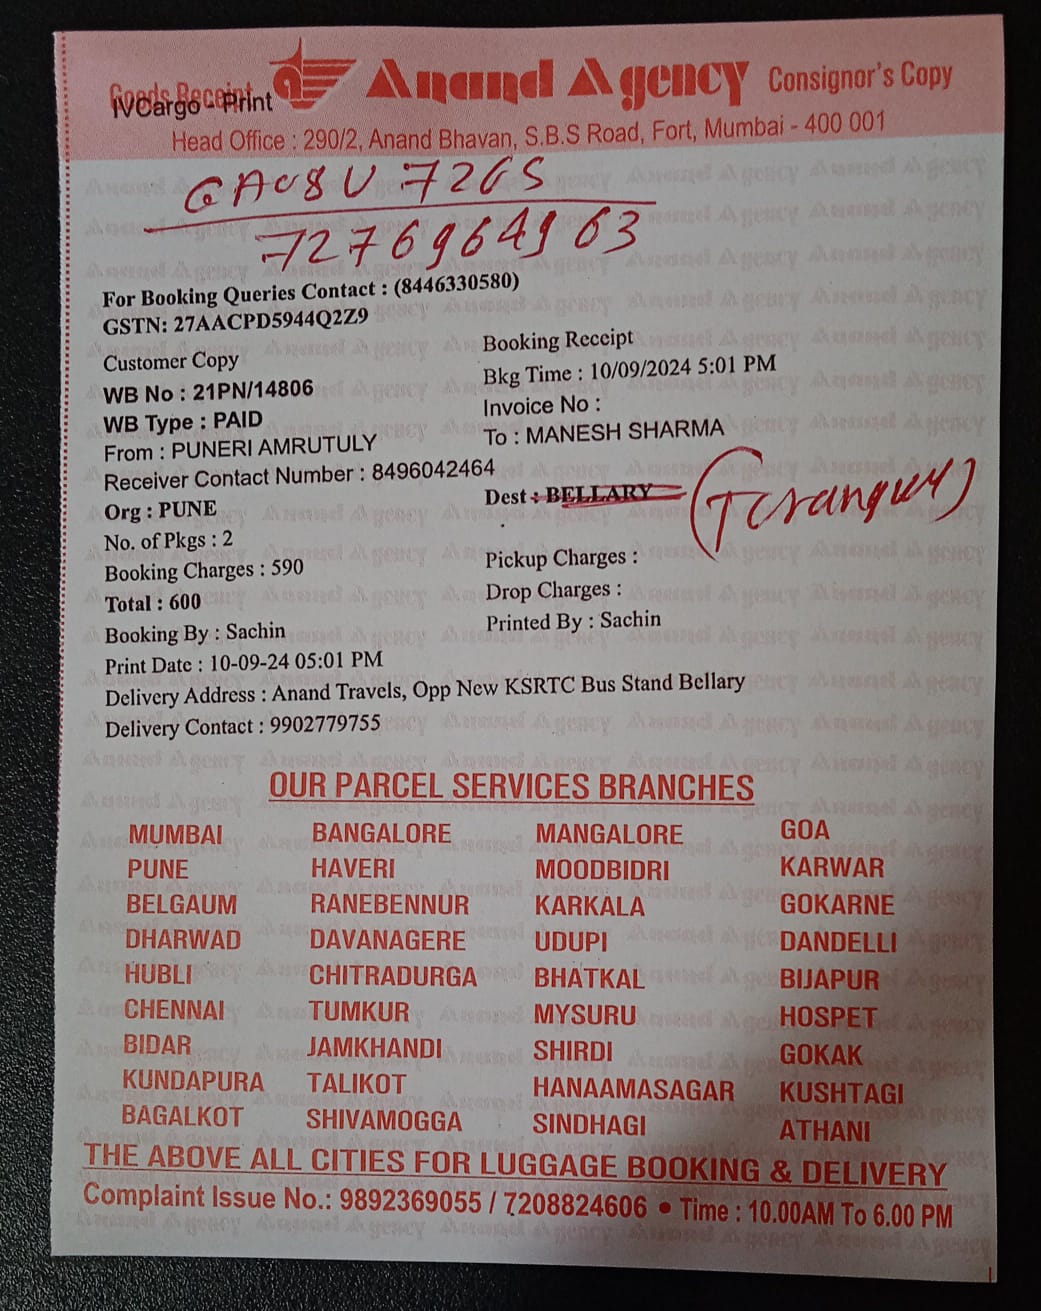 Goods Receipt
IVCargo - Print
Anand Agency
Consignor's Copy
Head Office : 290/2, Anand Bhavan, S.B.S Road, Fort, Mumbai - 400 001
GA08U 7265
7276964963
For Booking Queries Contact : (8446330580)
GSTN: 27AACPD5944Q2Z9
Customer Copy Booking Receipt
WB No : 21PN/14806 Bkg Time : 10/09/2024 5:01 PM
WB Type : PAID Invoice No :
From : PUNERI AMRUTULY To : MANESH SHARMA
Receiver Contact Number : 8496042464
Org : PUNE Dest : BELLARY
No. of Pkgs : 2
Booking Charges : 590 Pickup Charges :
Total : 600 Drop Charges :
Booking By : Sachin Printed By : Sachin
Print Date : 10-09-24 05:01 PM
Delivery Address : Anand Travels, Opp New KSRTC Bus Stand Bellary
Delivery Contact : 9902779755
OUR PARCEL SERVICES BRANCHES
MUMBAI BANGALORE MANGALORE GOA
PUNE HAVERI MOODBIDRI KARWAR
BELGAUM RANEBENNUR KARKALA GOKARNE
DHARWAD DAVANAGERE UDUPI DANDELLI
HUBLI CHITRADURGA BHATKAL BIJAPUR
CHENNAI TUMKUR MYSURU HOSPET
BIDAR JAMKHANDI SHIRDI GOKAK
KUNDAPURA TALIKOT HANAAMASAGAR KUSHTAGI
BAGALKOT SHIVAMOGGA SINDHAGI ATHANI
THE ABOVE ALL CITIES FOR LUGGAGE BOOKING & DELIVERY
Complaint Issue No.: 9892369055 / 7208824606 • Time : 10.00AM To 6.00 PM